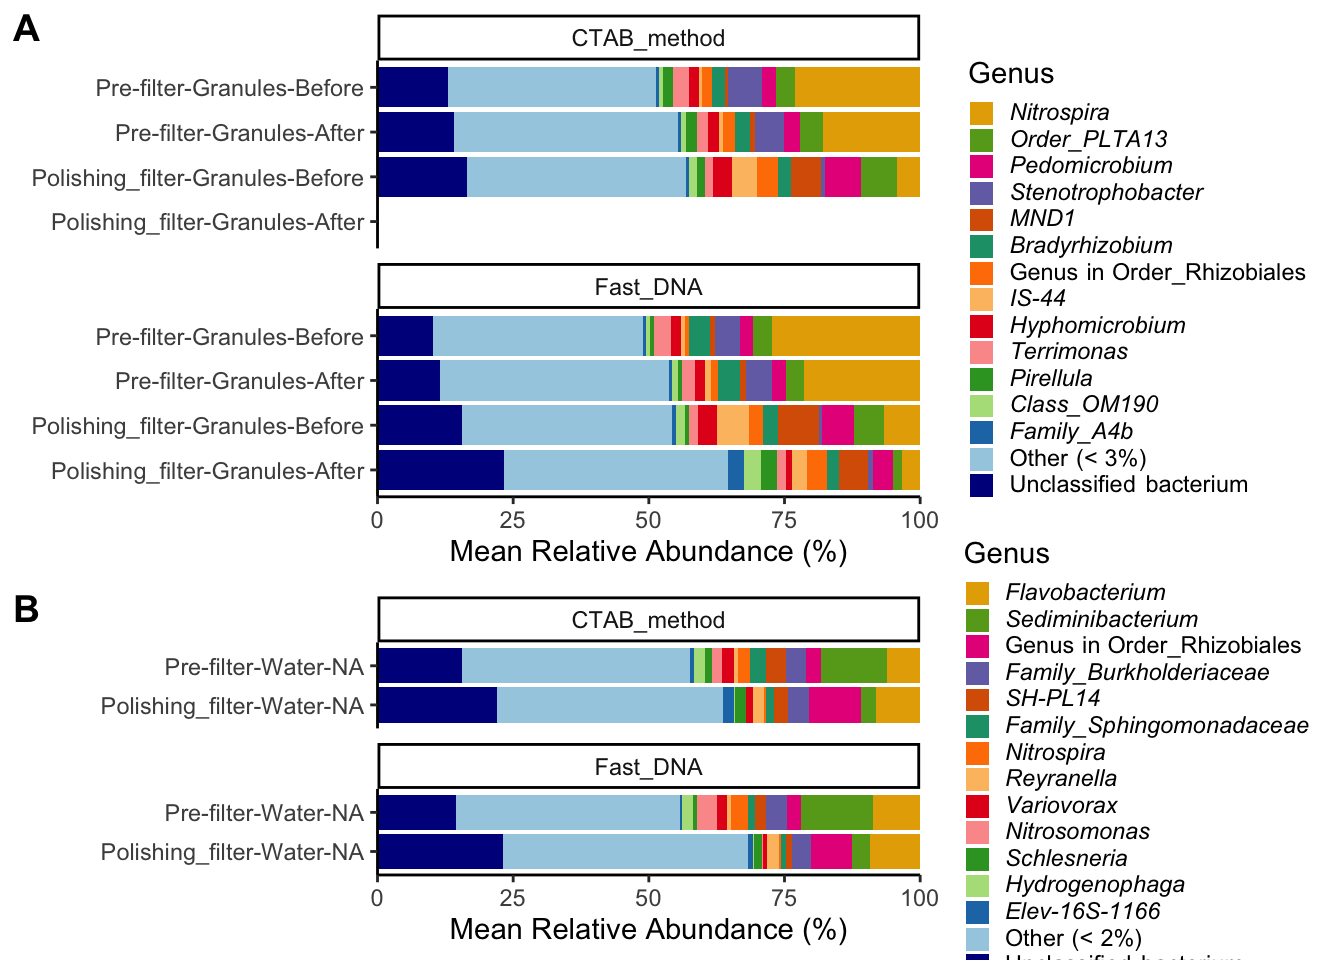 A
CTAB_method
Pre-filter-Granules-Before
Pre-filter-Granules-After
Polishing_filter-Granules-Before
Polishing_filter-Granules-After
Fast_DNA
Pre-filter-Granules-Before
Pre-filter-Granules-After
Polishing_filter-Granules-Before
Polishing_filter-Granules-After
0 25 50 75 100
Mean Relative Abundance (%)
Genus
Nitrospira
Order_PLTA13
Pedomicrobium
Stenotrophobacter
MND1
Bradyrhizobium
Genus in Order_Rhizobiales
IS-44
Hyphomicrobium
Terrimonas
Pirellula
Class_OM190
Family_A4b
Other (< 3%)
Unclassified bacterium
B
CTAB_method
Pre-filter-Water-NA
Polishing_filter-Water-NA
Fast_DNA
Pre-filter-Water-NA
Polishing_filter-Water-NA
0 25 50 75 100
Mean Relative Abundance (%)
Genus
Flavobacterium
Sediminibacterium
Genus in Order_Rhizobiales
Family_Burkholderiaceae
SH-PL14
Family_Sphingomonadaceae
Nitrospira
Reyranella
Variovorax
Nitrosomonas
Schlesneria
Hydrogenophaga
Elev-16S-1166
Other (< 2%)